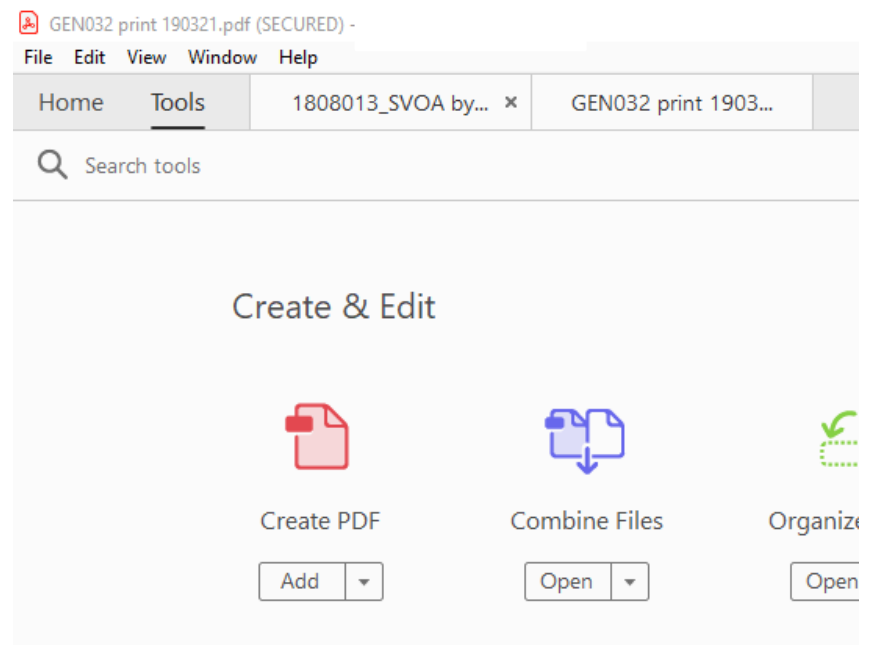 GEN032 print 190321.pdf (SECURED) -
File Edit View Window Help
Home Tools 1808013_SVOA by... × GEN032 print 1903...
Search tools
Create & Edit
Create PDF Combine Files Organize
Add Open Open